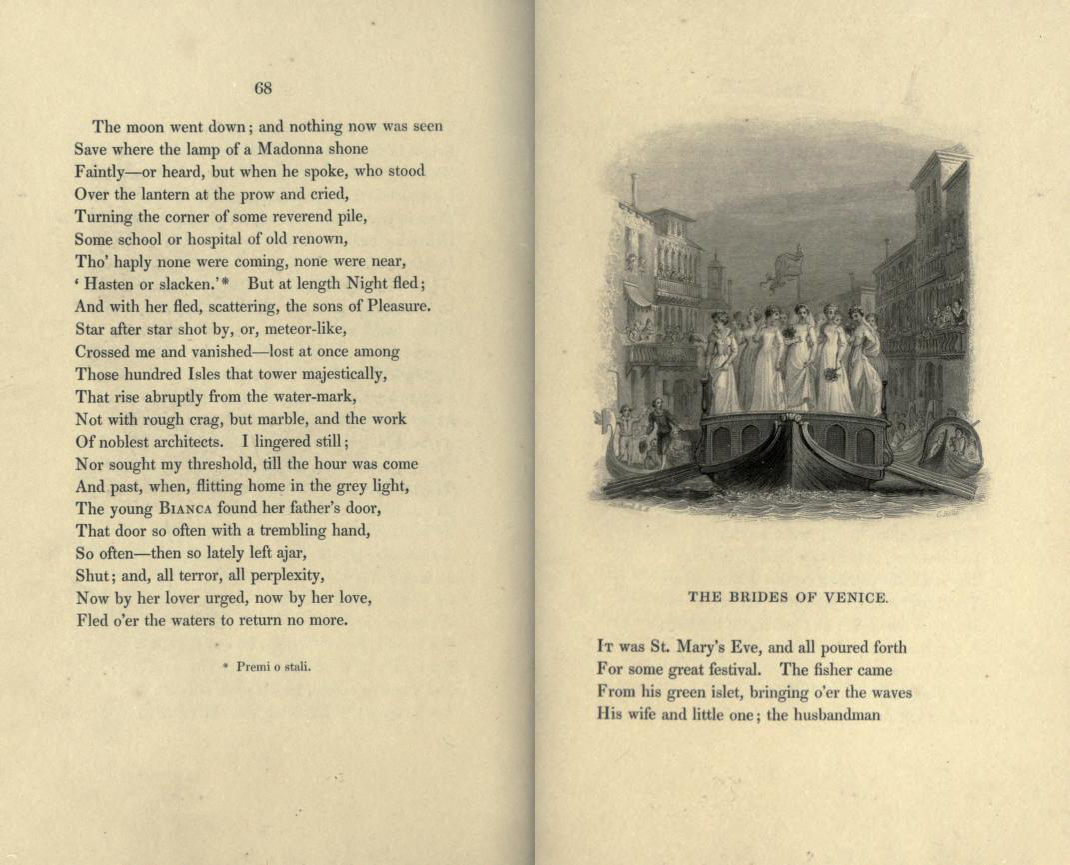 68
The moon went down; and nothing now was seen
Save where the lamp of a Madonna shone
Faintly—or heard, but when he spoke, who stood
Over the lantern at the prow and cried,
Turning the corner of some reverend pile,
Some school or hospital of old renown,
Tho' haply none were coming, none were near,
‘ Hasten or slacken.’* But at length Night fled;
And with her fled, scattering, the sons of Pleasure.
Star after star shot by, or, meteor-like,
Crossed me and vanished—lost at once among
Those hundred Isles that tower majestically,
That rise abruptly from the water-mark,
Not with rough crag, but marble, and the work
Of noblest architects. I lingered still;
Nor sought my threshold, till the hour was come
And past, when, flitting home in the grey light,
The young BIANCA found her father's door,
That door so often with a trembling hand,
So often—then so lately left ajar,
Shut; and, all terror, all perplexity,
Now by her lover urged, now by her love,
Fled o'er the waters to return no more.
* Premi o stali.
THE BRIDES OF VENICE.
IT was St. Mary's Eve, and all poured forth
For some great festival. The fisher came
From his green islet, bringing o'er the waves
His wife and little one; the husbandman